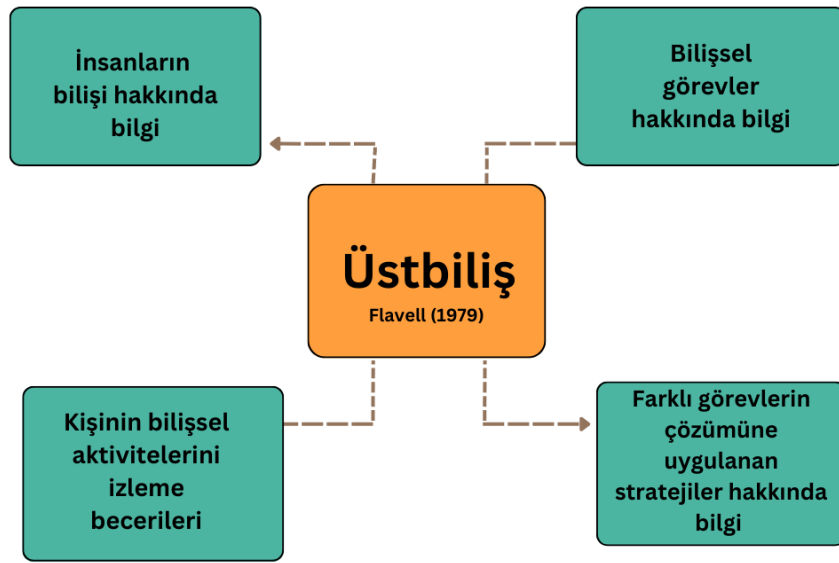 İnsanların
bilişi hakkında
bilgi
Bilişsel
görevler
hakkında bilgi
Üstbiliş
Flavell (1979)
Kişinin bilişsel
aktivitelerini
izleme
becerileri
Farklı görevlerin
çözümüne
uygulanan
stratejiler hakkında
bilgi